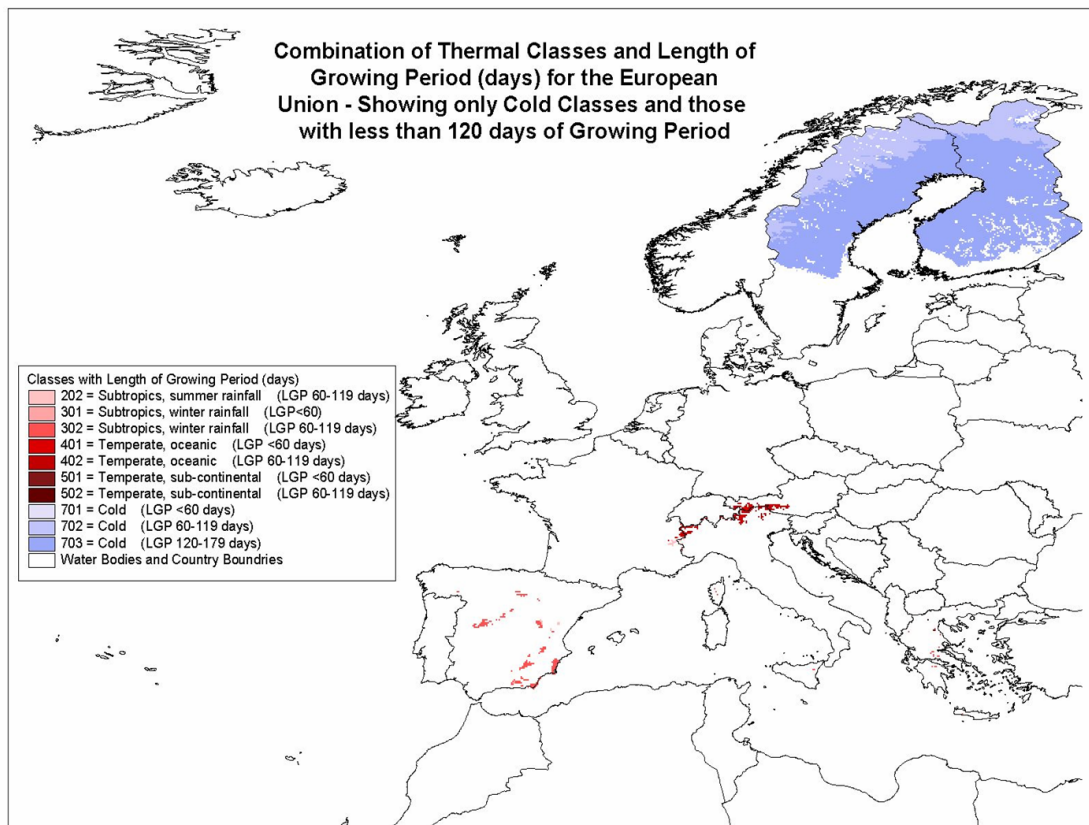 Combination of Thermal Classes and Length of
Growing Period (days) for the European
Union - Showing only Cold Classes and those
with less than 120 days of Growing Period
Classes with Length of Growing Period (days)
202 = Subtropics, summer rainfall (LGP 60-119 days)
301 = Subtropics, winter rainfall (LGP<60)
302 = Subtropics, winter rainfall (LGP 60-119 days)
401 = Temperate, oceanic (LGP <60 days)
402 = Temperate, oceanic (LGP 60-119 days)
501 = Temperate, sub-continental (LGP <60 days)
502 = Temperate, sub-continental (LGP 60-119 days)
701 = Cold (LGP <60 days)
702 = Cold (LGP 60-119 days)
703 = Cold (LGP 120-179 days)
Water Bodies and Country Boundries